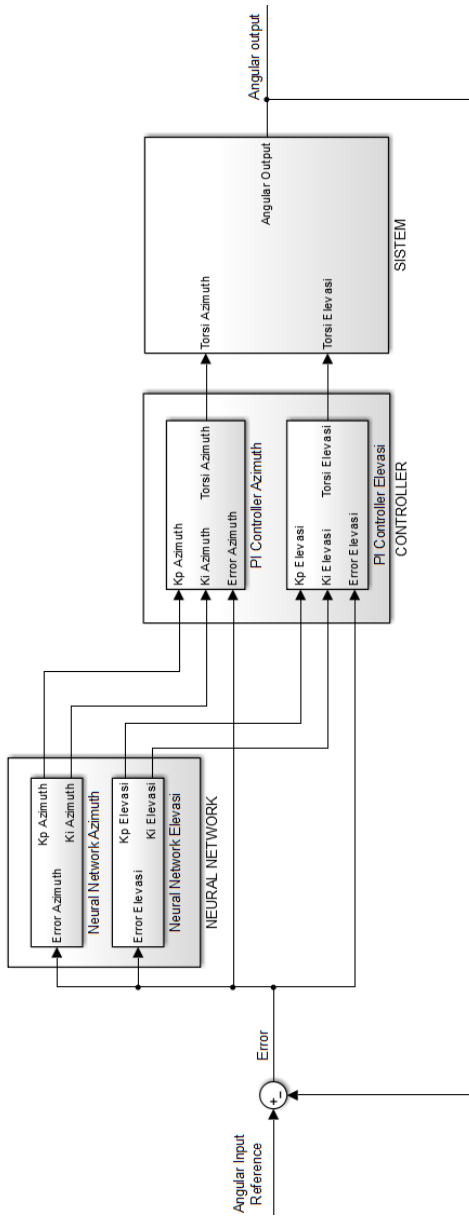 Angular Input
Reference
Error
Error Azimuth
Kp Azimuth
Ki Azimuth
Neural Network Azimuth
Error Elevasi
Kp Elevasi
Ki Elevasi
Neural Network Elevasi
NEURAL NETWORK
Kp Azimuth
Ki Azimuth
Torsi Azimuth
Error Azimuth
PI Controller Azimuth
Kp Elevasi
Ki Elevasi
Torsi Elevasi
Error Elevasi
PI Controller Elevasi
CONTROLLER
Torsi Azimuth
Angular Output
Torsi Elevasi
SISTEM
Angular output